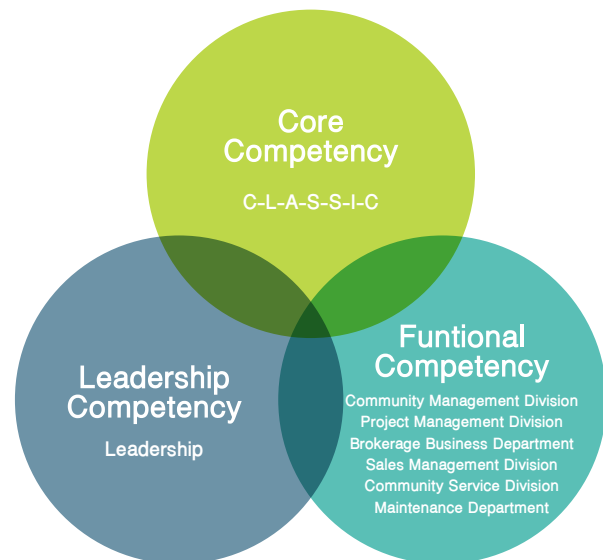 Core
Competency
C-L-A-S-S-I-C
Leadership
Competency
Leadership
Funtional
Competency
Community Management Division
Project Management Division
Brokerage Business Department
Sales Management Division
Community Service Division
Maintenance Department